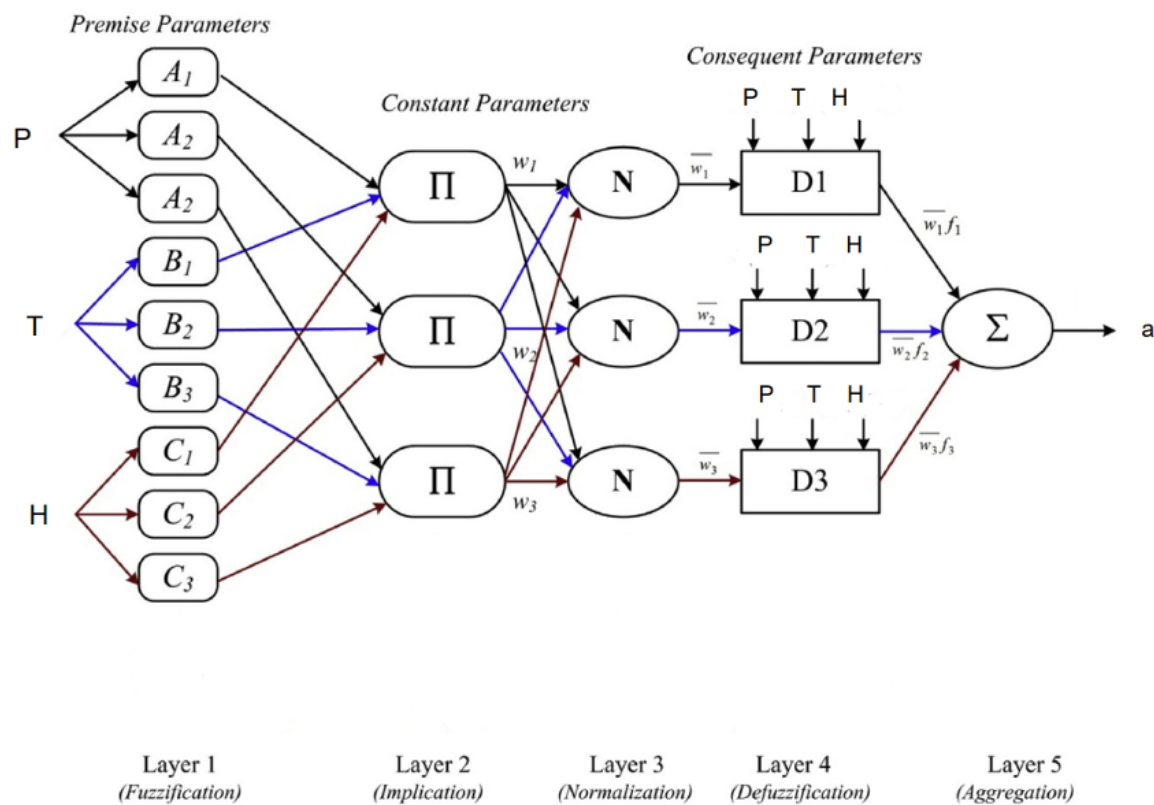 Premise Parameters
Constant Parameters
Consequent Parameters
P
T
H
A1
A2
A2
B1
B2
B3
C1
C2
C3
Π
Π
Π
w1
w2
w3
N
N
N
w̅1
w̅2
w̅3
P T H
D1
P T H
D2
P T H
D3
w̅1f1
w̅2f2
w̅3f3
Σ
a
Layer 1
(Fuzzification)
Layer 2
(Implication)
Layer 3
(Normalization)
Layer 4
(Defuzzification)
Layer 5
(Aggregation)